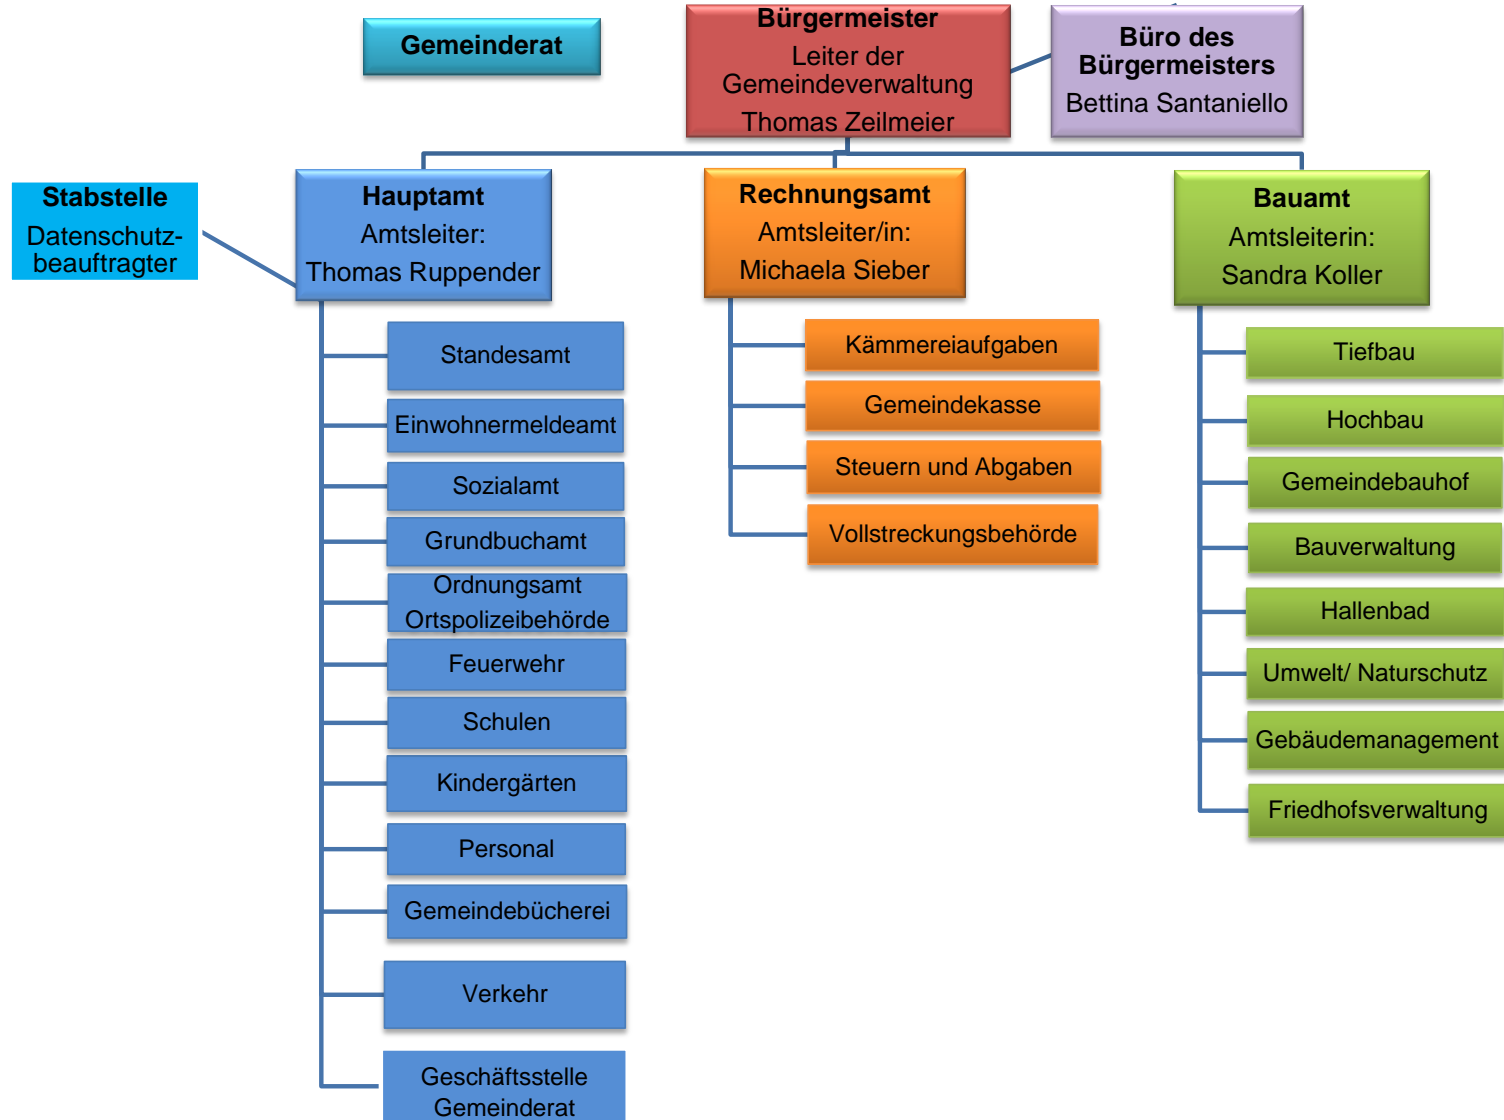 Gemeinderat
Bürgermeister
Leiter der
Gemeindeverwaltung
Thomas Zeilmeier
Büro des
Bürgermeisters
Bettina Santaniello
Stabstelle
Datenschutz-
beauftragter
Hauptamt
Amtsleiter:
Thomas Ruppender
Standesamt
Einwohnermeldeamt
Sozialamt
Grundbuchamt
Ordnungsamt
Ortspolizeibehörde
Feuerwehr
Schulen
Kindergärten
Personal
Gemeindebücherei
Verkehr
Geschäftsstelle
Gemeinderat
Rechnungsamt
Amtsleiter/in:
Michaela Sieber
Kämmereiaufgaben
Gemeindekasse
Steuern und Abgaben
Vollstreckungsbehörde
Bauamt
Amtsleiterin:
Sandra Koller
Tiefbau
Hochbau
Gemeindebauhof
Bauverwaltung
Hallenbad
Umwelt/ Naturschutz
Gebäudemanagement
Friedhofsverwaltung